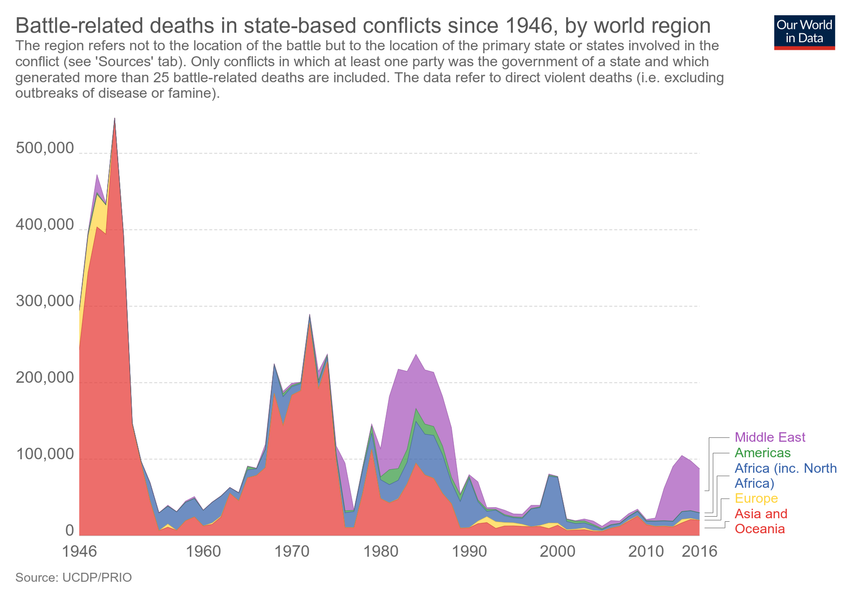 Battle-related deaths in state-based conflicts since 1946, by world region
Our World
in Data
The region refers not to the location of the battle but to the location of the primary state or states involved in the
conflict (see 'Sources' tab). Only conflicts in which at least one party was the government of a state and which
generated more than 25 battle-related deaths are included. The data refer to direct violent deaths (i.e. excluding
outbreaks of disease or famine).
500,000
400,000
300,000
200,000
100,000
0
1946
1960
1970
1980
1990
2000
2010
2016
Middle East
Americas
Africa (inc. North
Africa)
Europe
Asia and
Oceania
Source: UCDP/PRIO